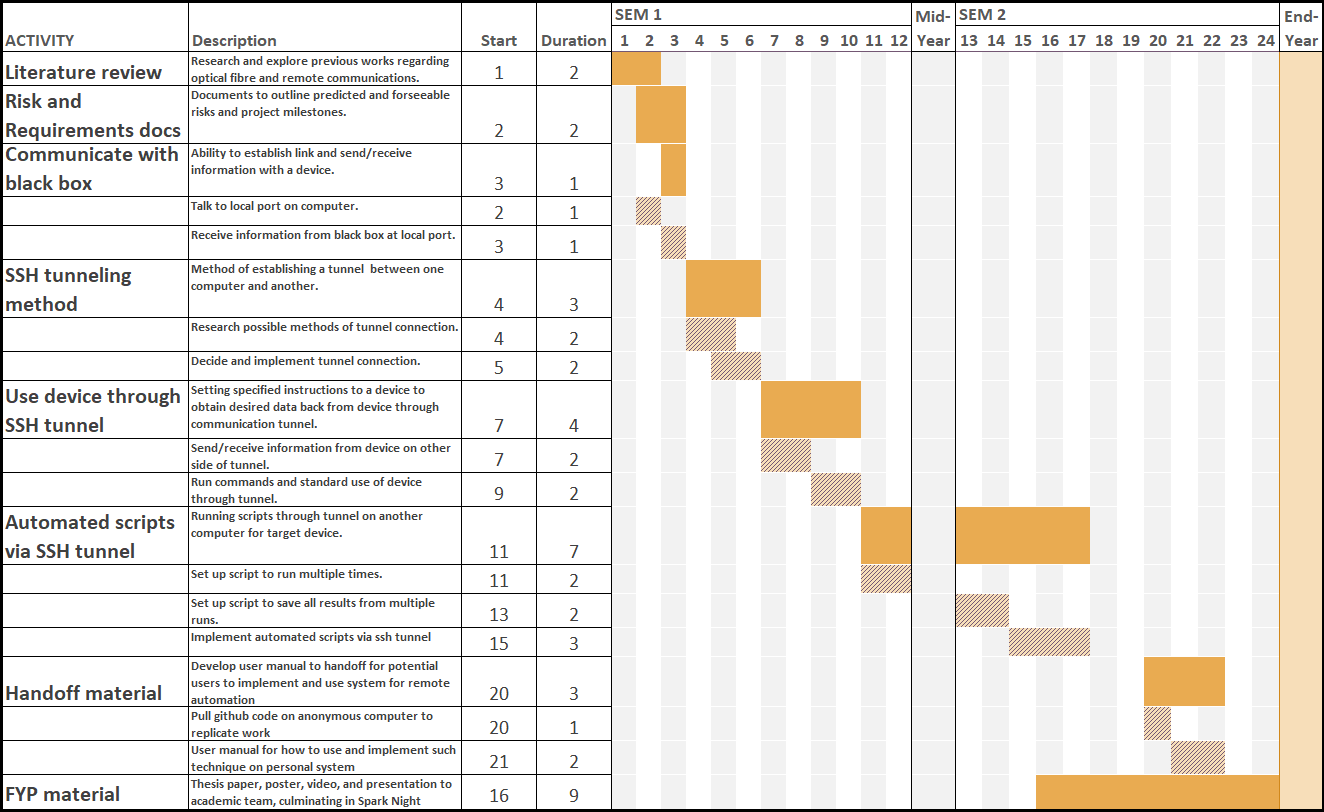 SEM 1 Mid- SEM 2 End-
ACTIVITY Description Start Duration 1 2 3 4 5 6 7 8 9 10 11 12 Year 13 14 15 16 17 18 19 20 21 22 23 24 Year
Literature review
Research and explore previous works regarding
optical fibre and remote communications.
1 2
Risk and
Requirements docs
Documents to outline predicted and forseeable
risks and project milestones.
2 2
Communicate with
black box
Ability to establish link and send/receive
information with a device.
3 1
Talk to local port on computer.
2 1
Receive information from black box at local port.
3 1
SSH tunneling
method
Method of establishing a tunnel between one
computer and another.
4 3
Research possible methods of tunnel connection.
4 2
Decide and implement tunnel connection.
5 2
Use device through
SSH tunnel
Setting specified instructions to a device to
obtain desired data back from device through
communication tunnel.
7 4
Send/receive information from device on other
side of tunnel.
7 2
Run commands and standard use of device
through tunnel.
9 2
Automated scripts
via SSH tunnel
Running scripts through tunnel on another
computer for target device.
11 7
Set up script to run multiple times.
11 2
Set up script to save all results from multiple
runs.
13 2
Implement automated scripts via ssh tunnel
15 3
Handoff material
Develop user manual to handoff for potential
users to implement and use system for remote
automation
20 3
Pull github code on anonymous computer to
replicate work
20 1
User manual for how to use and implement such
technique on personal system
21 2
FYP material
Thesis paper, poster, video, and presentation to
academic team, culminating in Spark Night
16 9